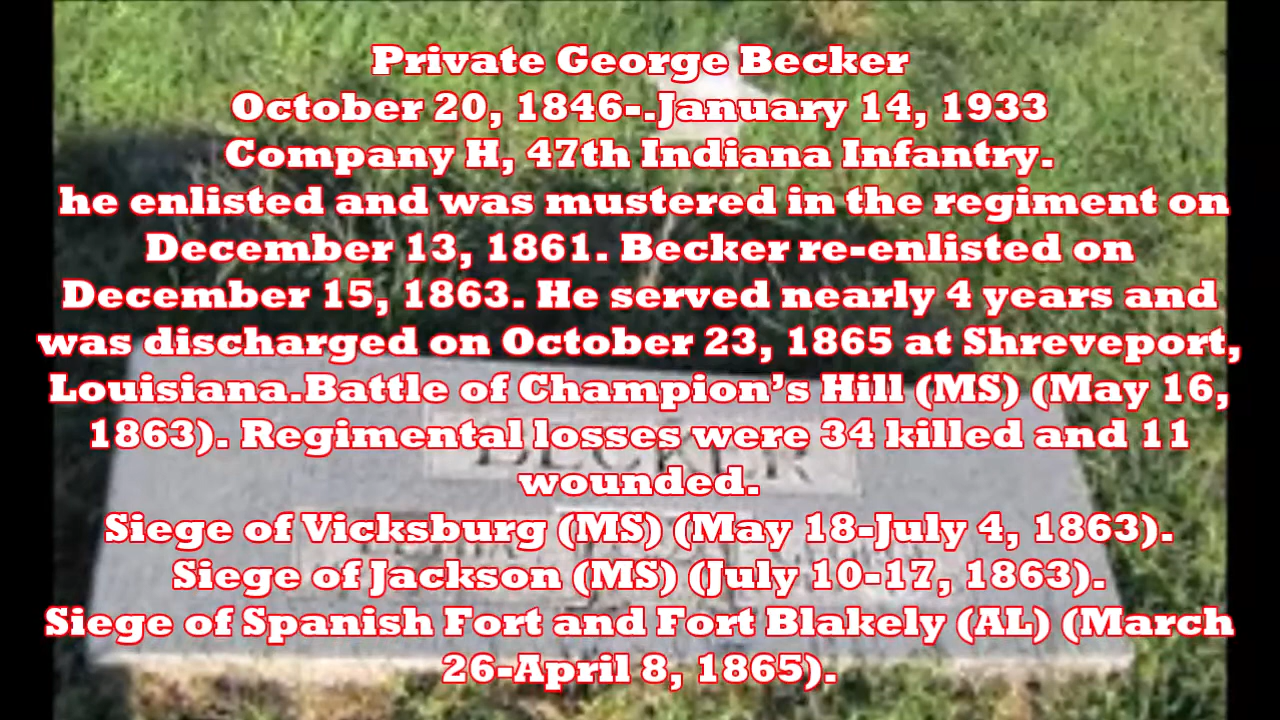 Private George Becker
October 20, 1846-.January 14, 1933
Company H, 47th Indiana Infantry.
he enlisted and was mustered in the regiment on
December 13, 1861. Becker re-enlisted on
December 15, 1863. He served nearly 4 years and
was discharged on October 23, 1865 at Shreveport,
Louisiana.Battle of Champion’s Hill (MS) (May 16,
1863). Regimental losses were 34 killed and 11
wounded.
Siege of Vicksburg (MS) (May 18-July 4, 1863).
Siege of Jackson (MS) (July 10-17, 1863).
Siege of Spanish Fort and Fort Blakely (AL) (March
26-April 8, 1865).
BECKER